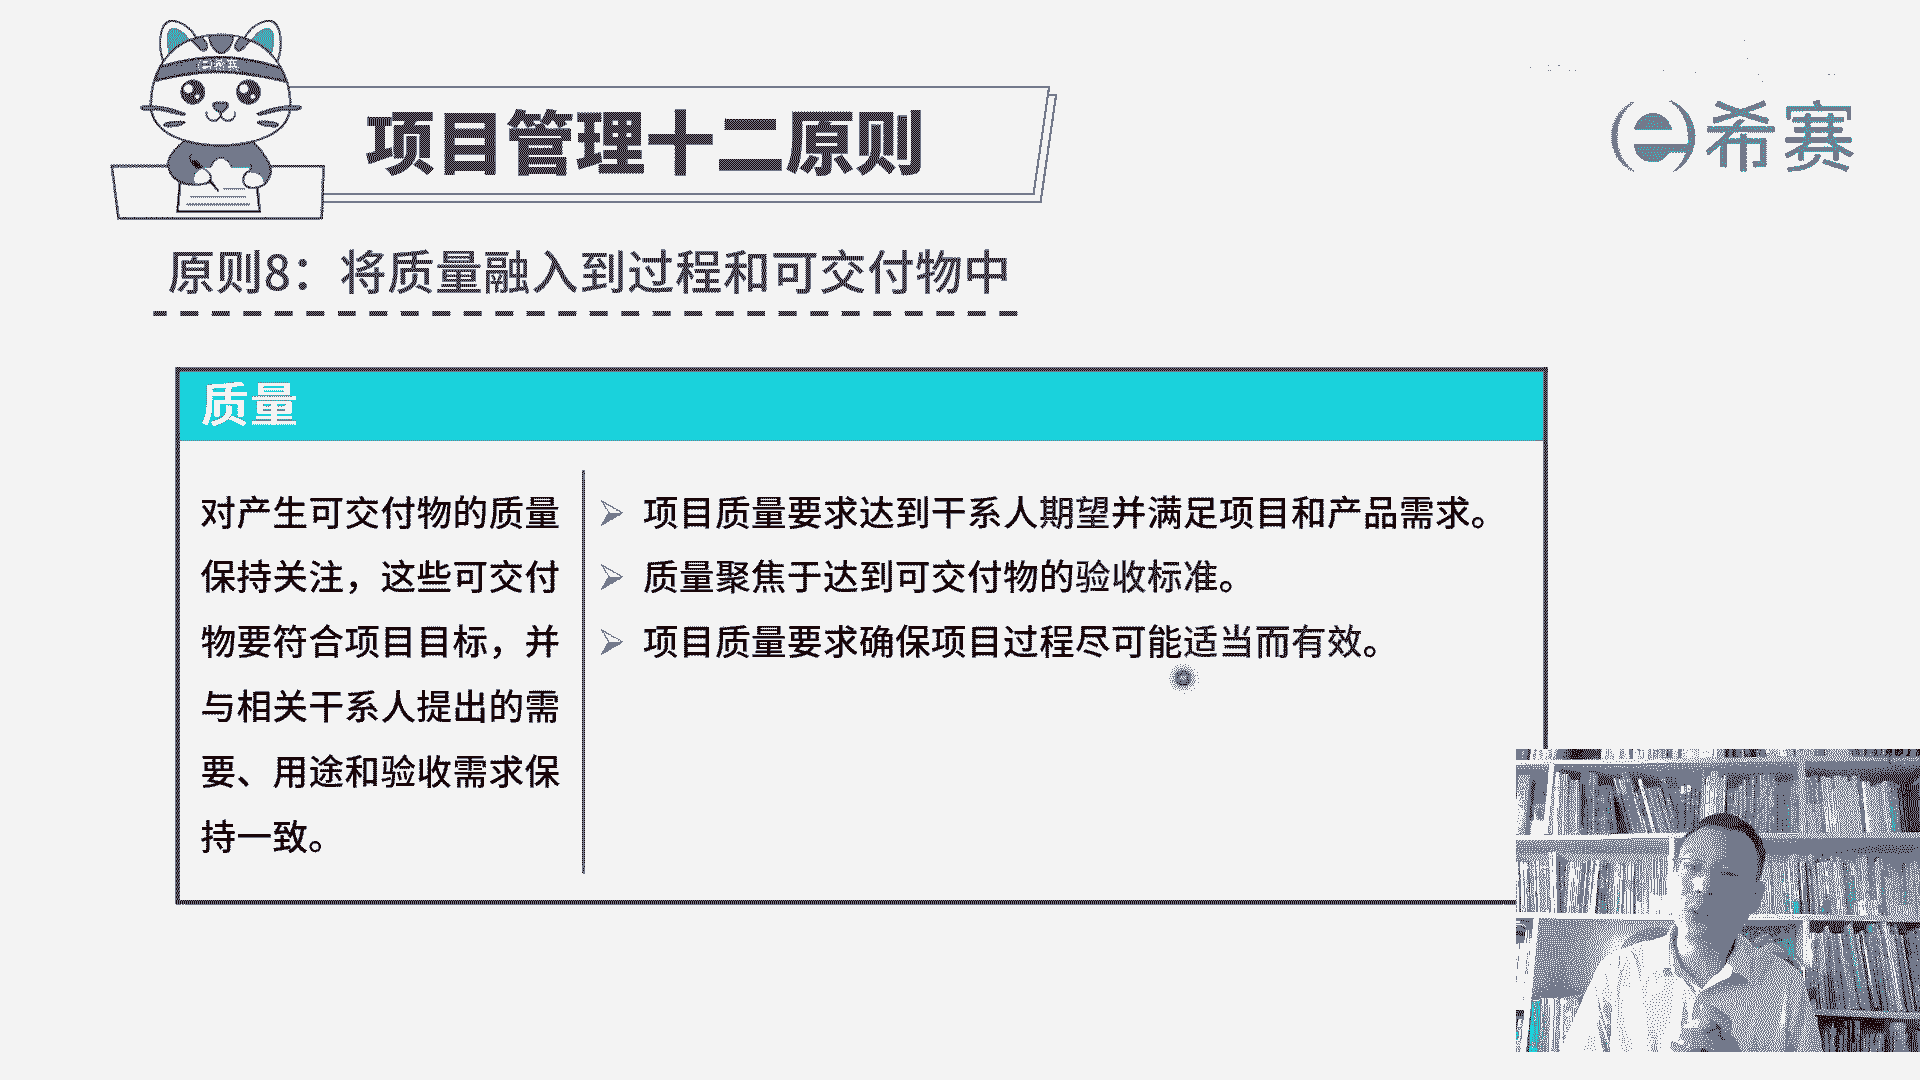 希赛
项目管理十二原则
e希赛
原则8：将质量融入到过程和可交付物中
质量
对产生可交付物的质量
保持关注，这些可交付
物要符合项目目标，并
与相关干系人提出的需
要、用途和验收需求保
持一致。
项目质量要求达到干系人期望并满足项目和产品需求。
质量聚焦于达到可交付物的验收标准。
项目质量要求确保项目过程尽可能适当而有效。